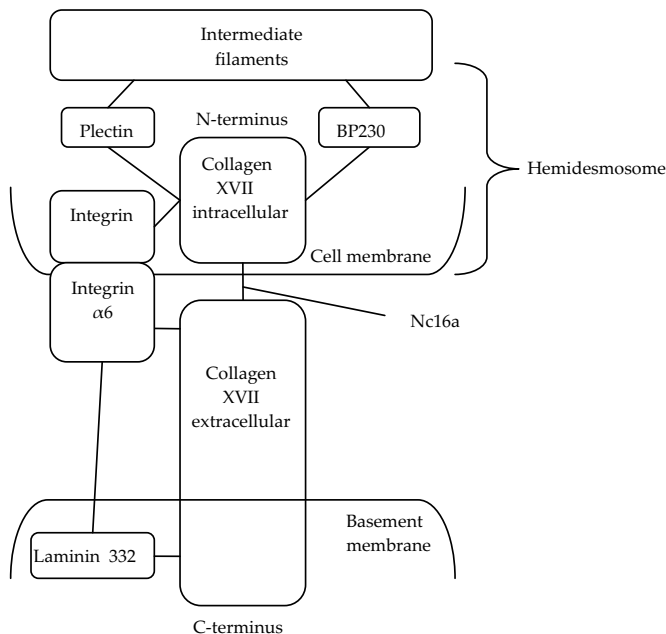 Intermediate
filaments
N-terminus
Plectin
BP230
Collagen
XVII
intracellular
Hemidesmosome
Integrin
Cell membrane
Integrin
α6
Nc16a
Collagen
XVII
extracellular
Basement
membrane
Laminin 332
C-terminus